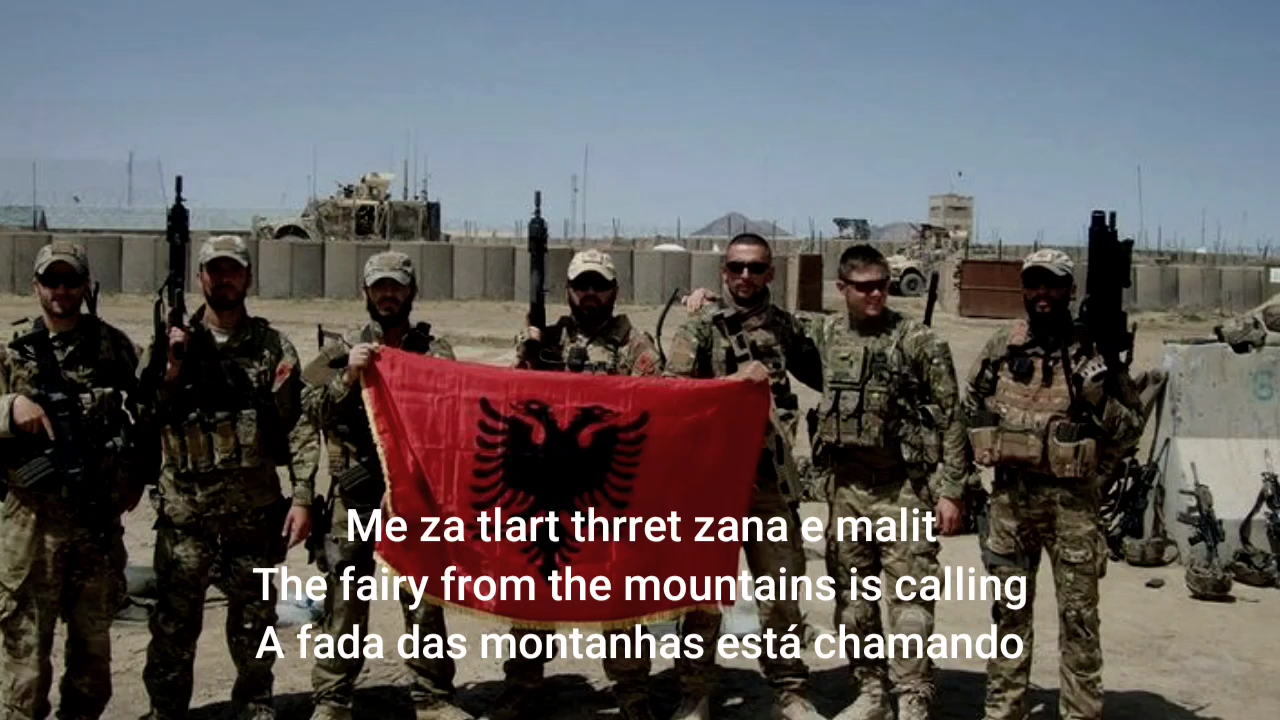 Me za tlart thrret zana e malit
The fairy from the mountains is calling
A fada das montanhas está chamando